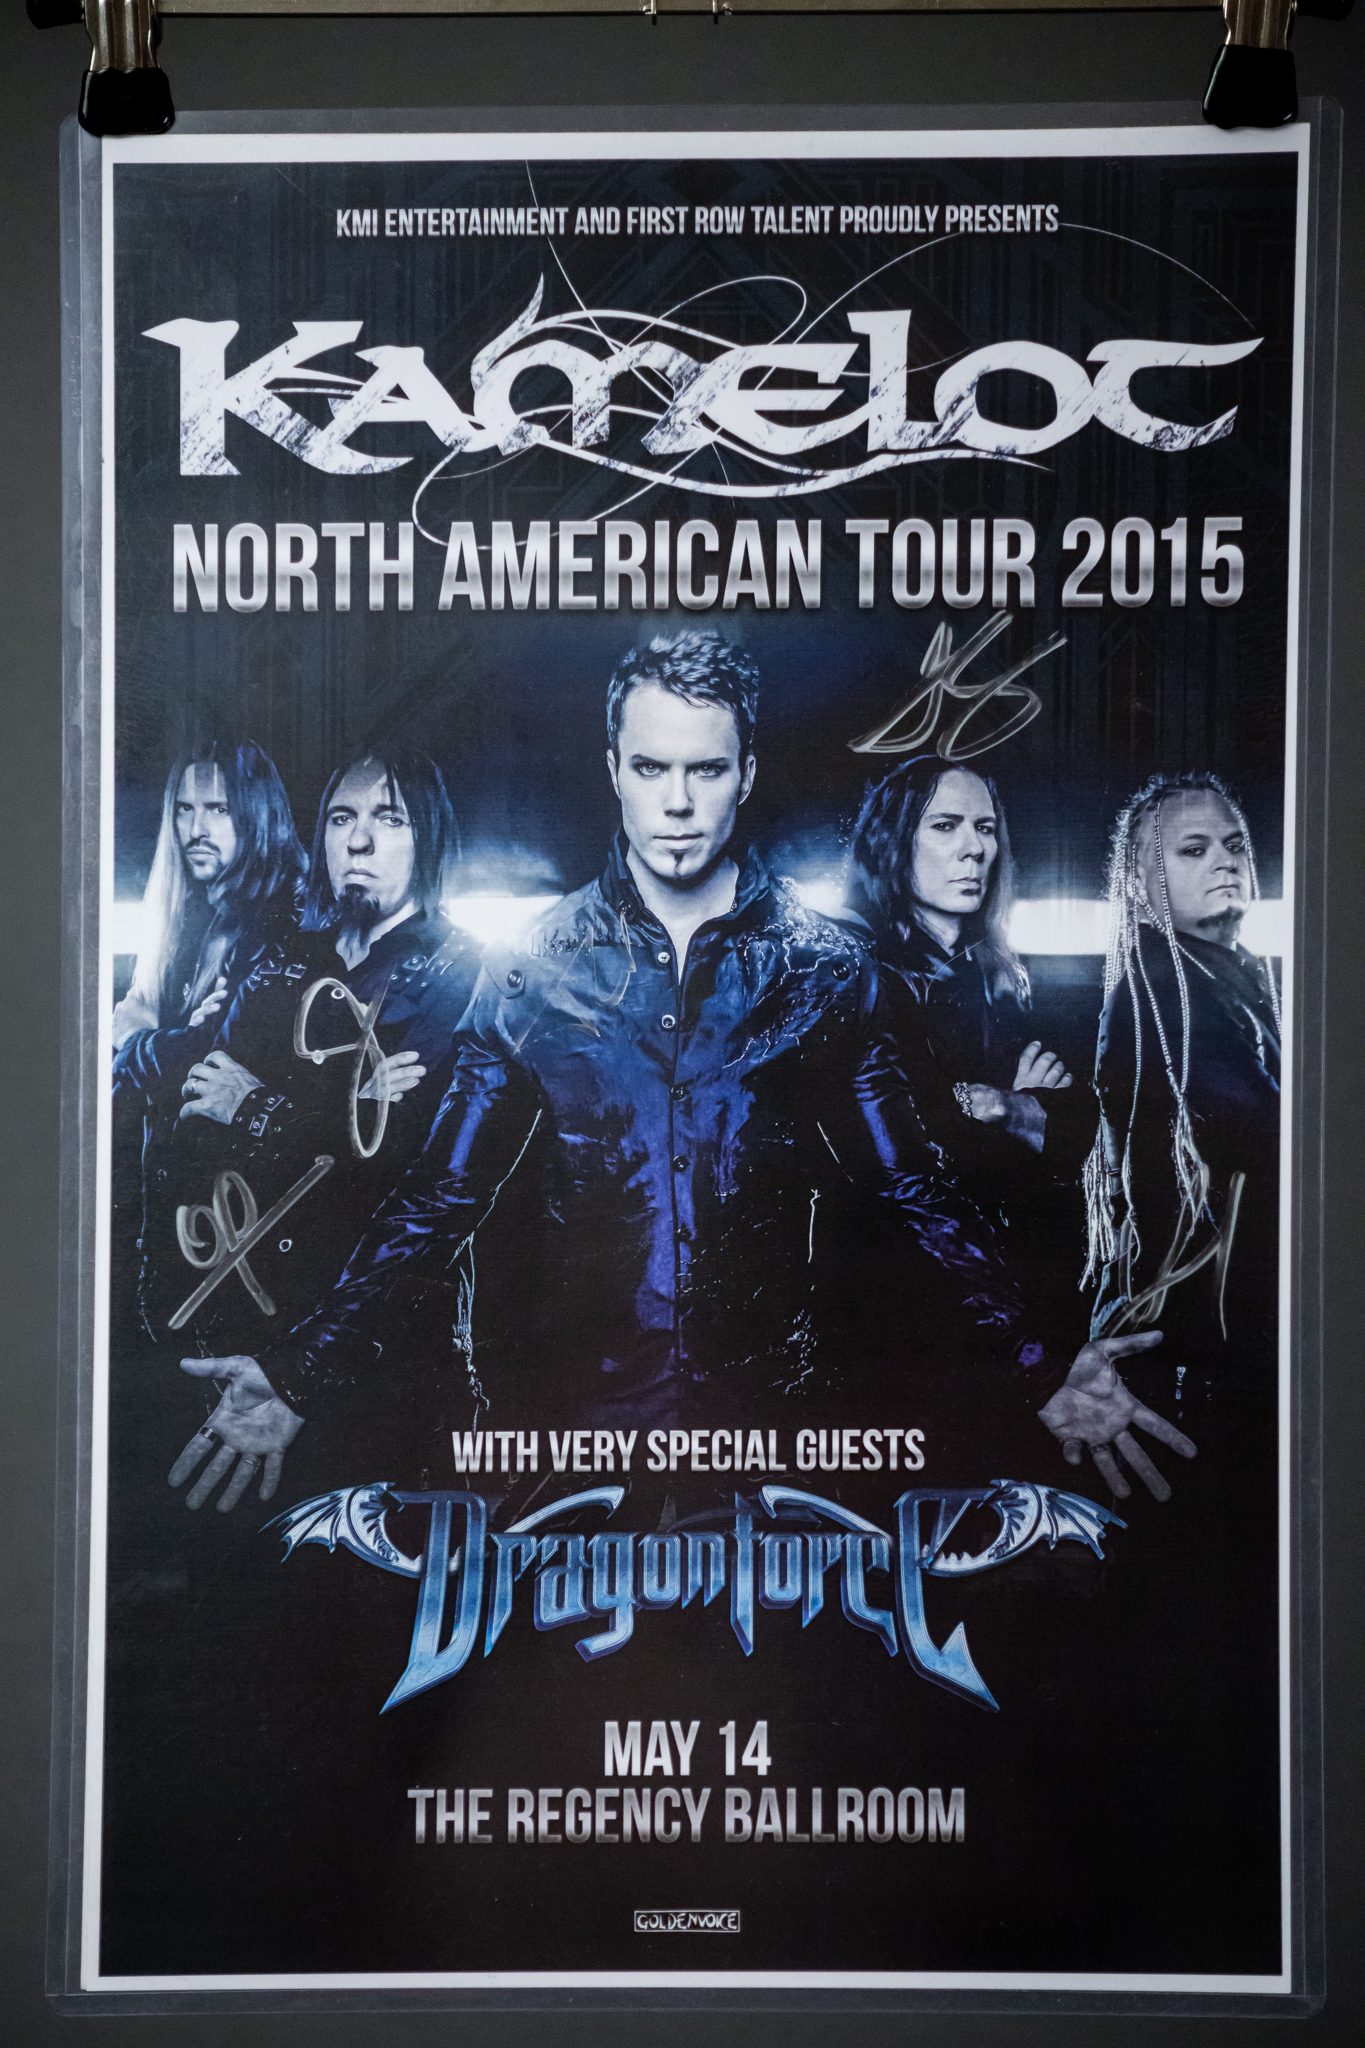 KMI ENTERTAINMENT AND FIRST ROW TALENT PROUDLY PRESENTS
KAMELOT
NORTH AMERICAN TOUR 2015
WITH VERY SPECIAL GUESTS
DRAGONFORCE
MAY 14
THE REGENCY BALLROOM
GOLDENVOICE